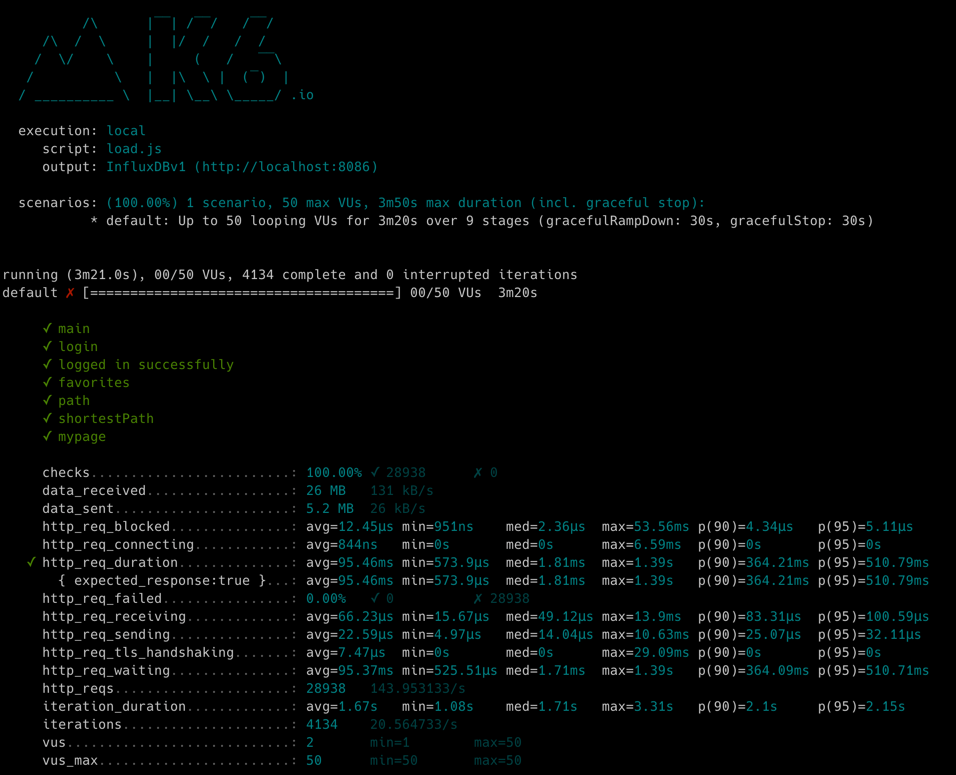 /\      |‾‾| /‾‾/   /‾‾/
     /\  /  \     |  |/  /   /  /
    /  \/    \    |     (   /   ‾‾\
   /          \   |  |\  \ |  (‾)  |
  / __________ \  |__| \__\ \_____/ .io
execution: local
script: load.js
output: InfluxDBv1 (http://localhost:8086)
scenarios: (100.00%) 1 scenario, 50 max VUs, 3m50s max duration (incl. graceful stop):
* default: Up to 50 looping VUs for 3m20s over 9 stages (gracefulRampDown: 30s, gracefulStop: 30s)
running (3m21.0s), 00/50 VUs, 4134 complete and 0 interrupted iterations
default ✗ [======================================] 00/50 VUs  3m20s
✓ main
✓ login
✓ logged in successfully
✓ favorites
✓ path
✓ shortestPath
✓ mypage
checks.........................: 100.00% ✓ 28938      ✗ 0
data_received..................: 26 MB   131 kB/s
data_sent......................: 5.2 MB  26 kB/s
http_req_blocked...............: avg=12.45µs min=951ns    med=2.36µs  max=53.56ms p(90)=4.34µs   p(95)=5.11µs
http_req_connecting............: avg=844ns   min=0s       med=0s      max=6.59ms  p(90)=0s       p(95)=0s
✓ http_req_duration..............: avg=95.46ms min=573.9µs  med=1.81ms  max=1.39s   p(90)=364.21ms p(95)=510.79ms
{ expected_response:true }...: avg=95.46ms min=573.9µs  med=1.81ms  max=1.39s   p(90)=364.21ms p(95)=510.79ms
http_req_failed................: 0.00%   ✓ 0          ✗ 28938
http_req_receiving.............: avg=66.23µs min=15.67µs  med=49.12µs max=13.9ms  p(90)=83.31µs  p(95)=100.59µs
http_req_sending...............: avg=22.59µs min=4.97µs   med=14.04µs max=10.63ms p(90)=25.07µs  p(95)=32.11µs
http_req_tls_handshaking.......: avg=7.47µs  min=0s       med=0s      max=29.09ms p(90)=0s       p(95)=0s
http_req_waiting...............: avg=95.37ms min=525.51µs med=1.71ms  max=1.39s   p(90)=364.09ms p(95)=510.71ms
http_reqs......................: 28938   143.953133/s
iteration_duration.............: avg=1.67s   min=1.08s    med=1.71s   max=3.31s   p(90)=2.1s     p(95)=2.15s
iterations.....................: 4134    20.564733/s
vus............................: 2       min=1        max=50
vus_max........................: 50      min=50       max=50